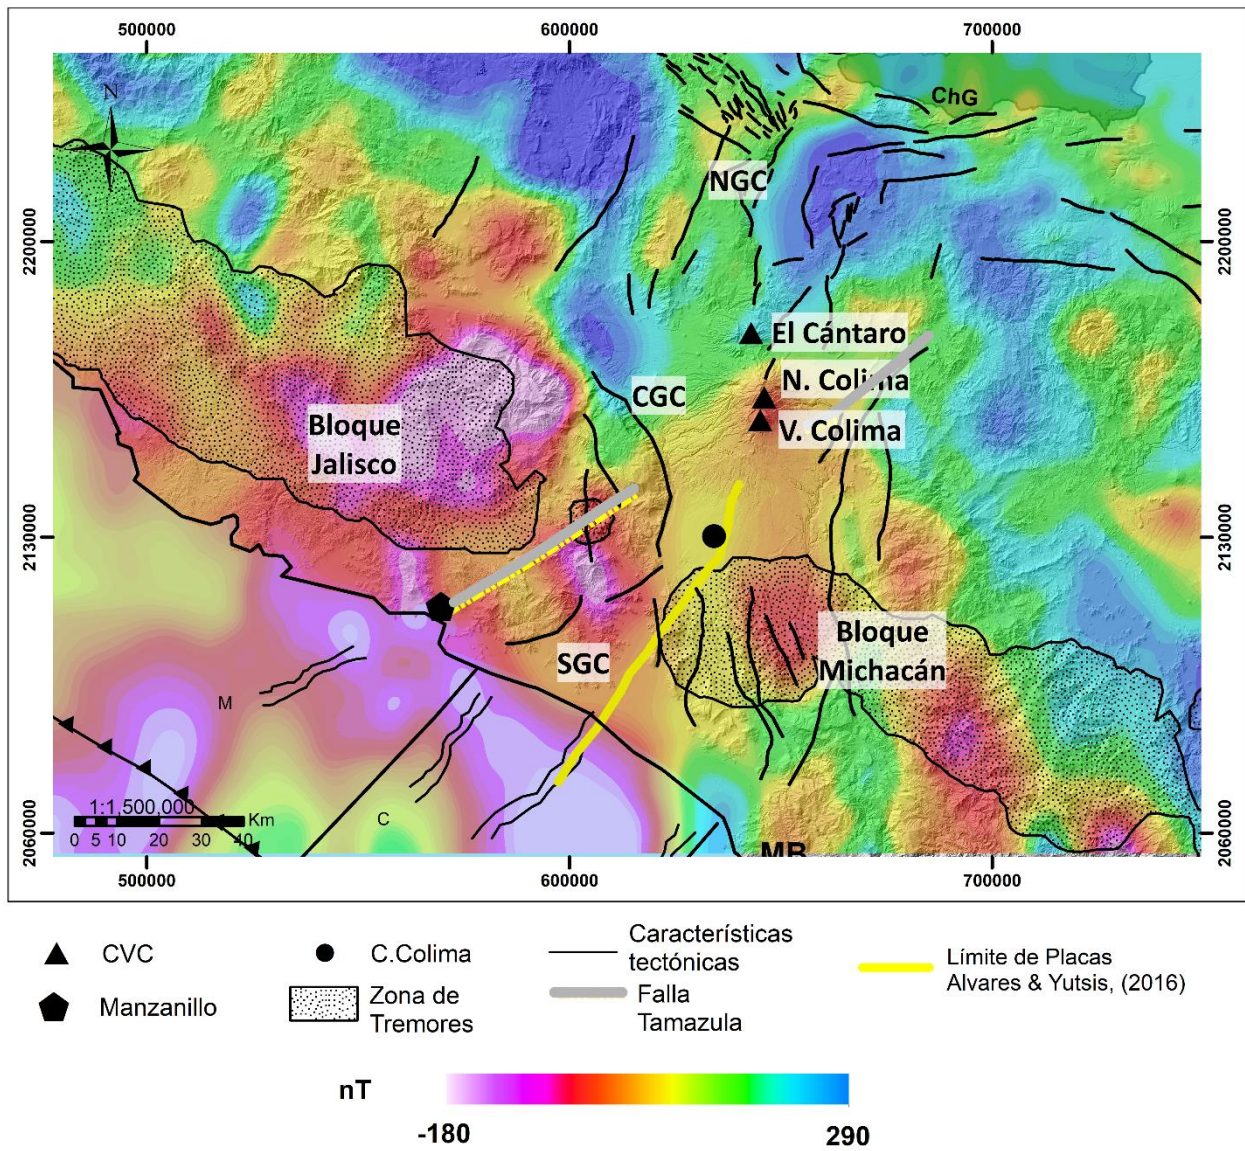 500000 600000 700000
N
ChG
NGC
2200000 2200000
El Cántaro
N. Colima
CGC
V. Colima
Bloque
Jalisco
2130000 2130000
Bloque
Michacán
SGC
M
1:1,500,000
Km
0 5 10 20 30 40
C
2060000 2060000
MB
500000 600000 700000
CVC
C.Colima
Características
tectónicas
Límite de Placas
Alvares & Yutsis, (2016)
Manzanillo
Zona de
Tremores
Falla
Tamazula
nT
-180 290